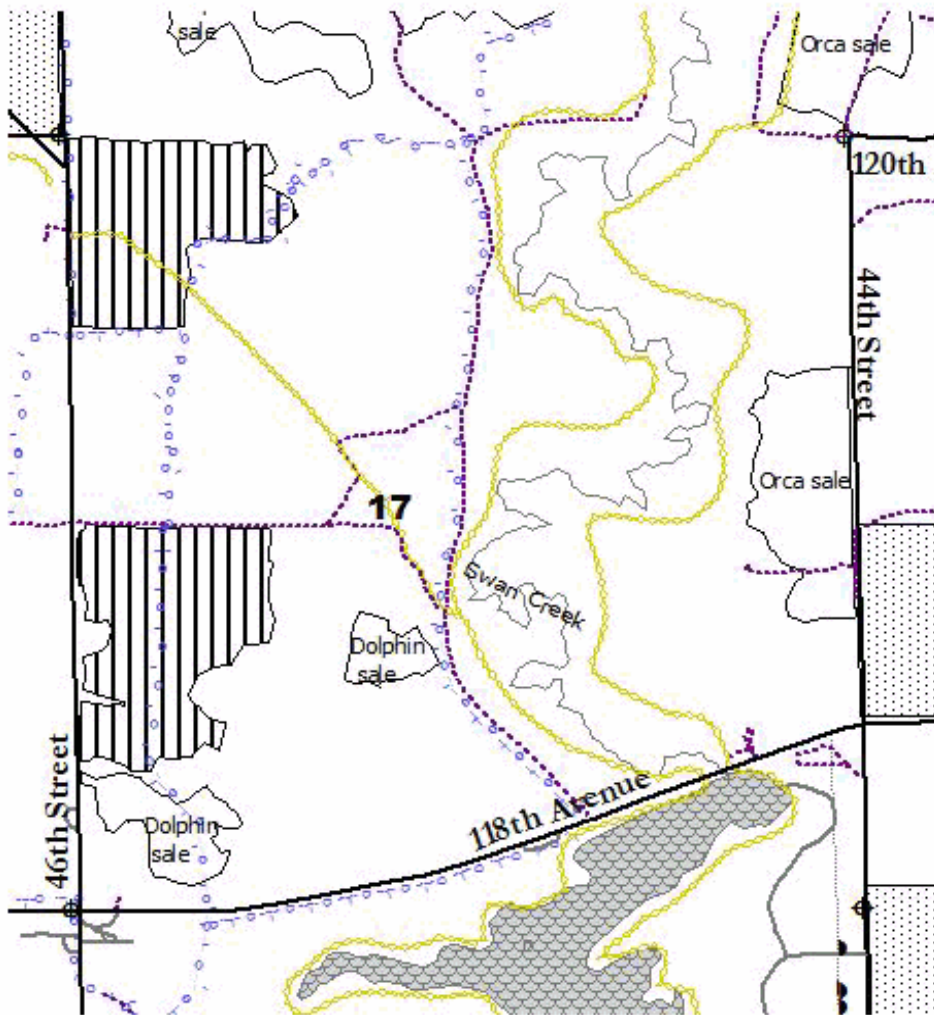 sale
Orca sale
120th
44th Street
Orca sale
17
Swan Creek
Dolphin
sale
46th Street
118th Avenue
Dolphin
sale